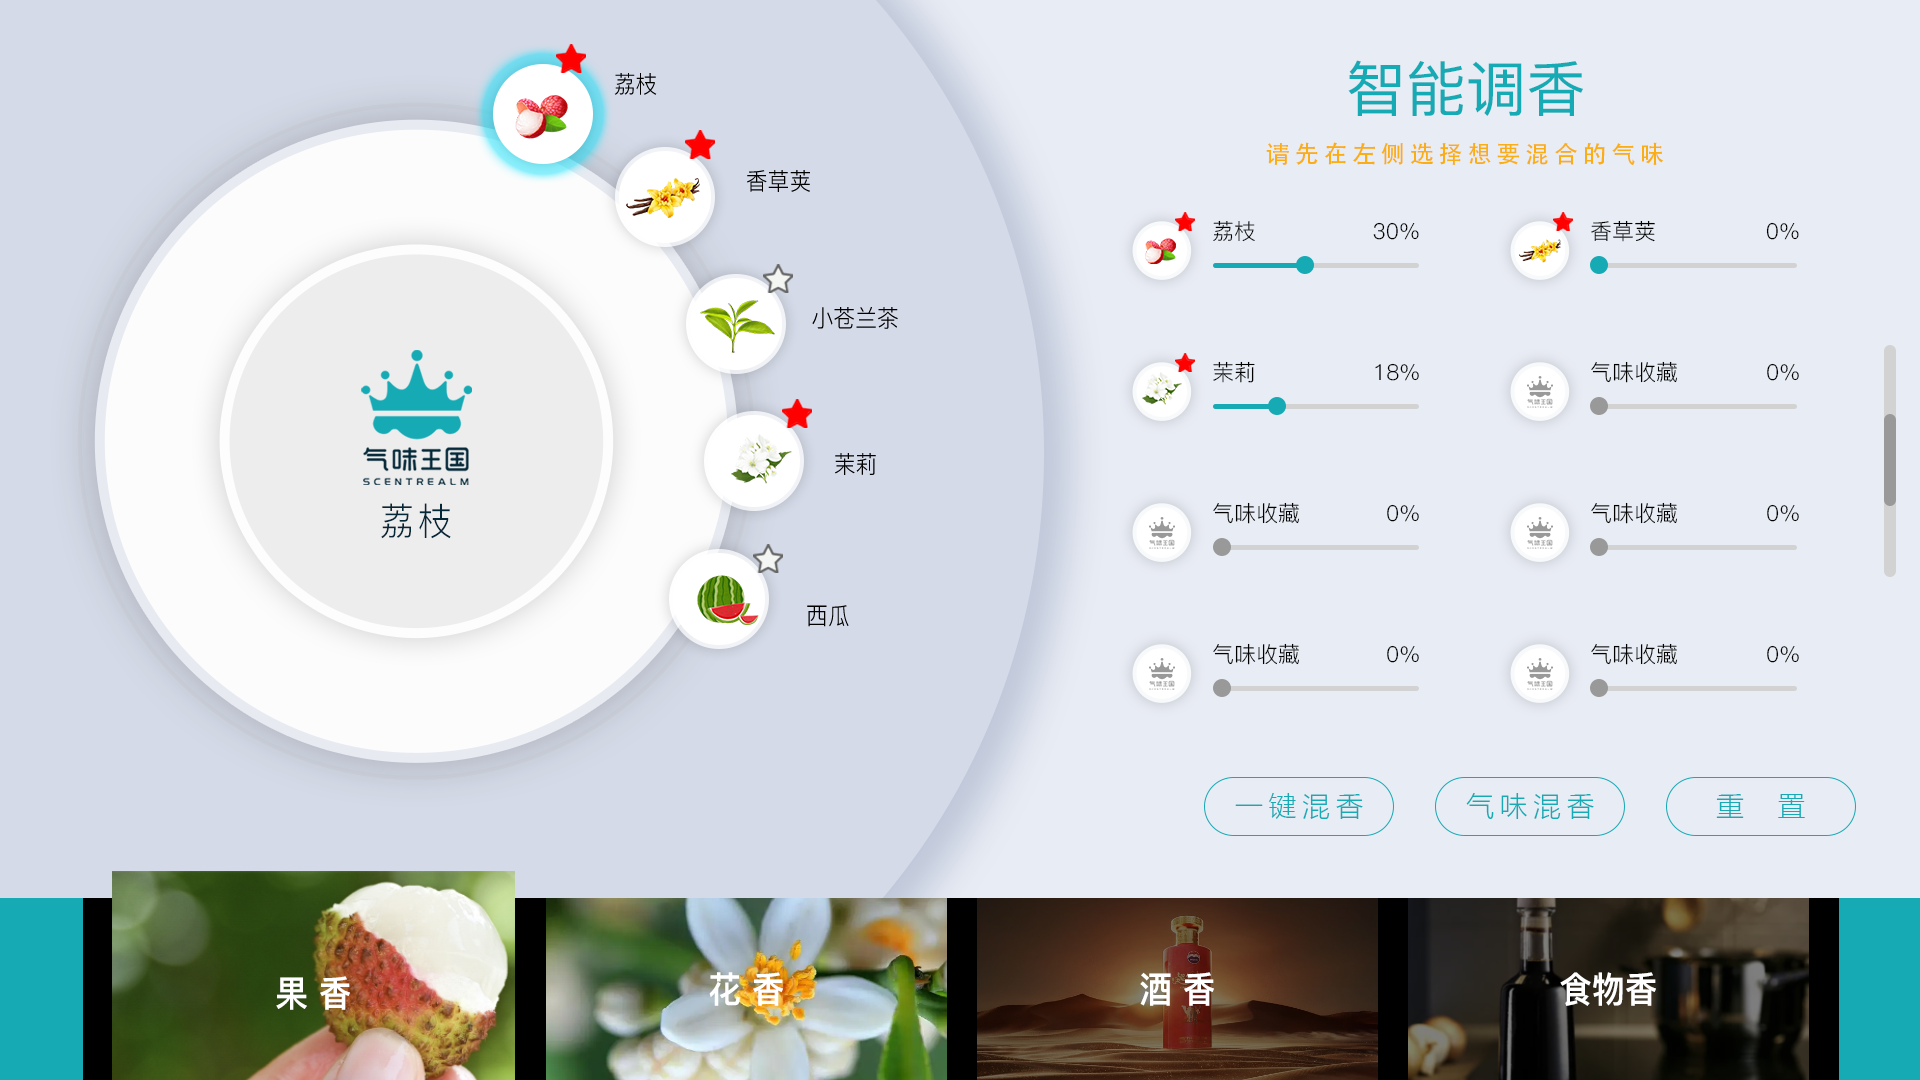 荔枝
香草荚
小苍兰茶
茉莉
西瓜
气味王国
SCENTREALM
荔枝
智能调香
请先在左侧选择想要混合的气味
荔枝 30%
香草荚 0%
茉莉 18%
气味收藏 0%
气味收藏 0%
气味收藏 0%
气味收藏 0%
气味收藏 0%
一键混香
气味混香
重 置
果 香
花 香
酒 香
食物香